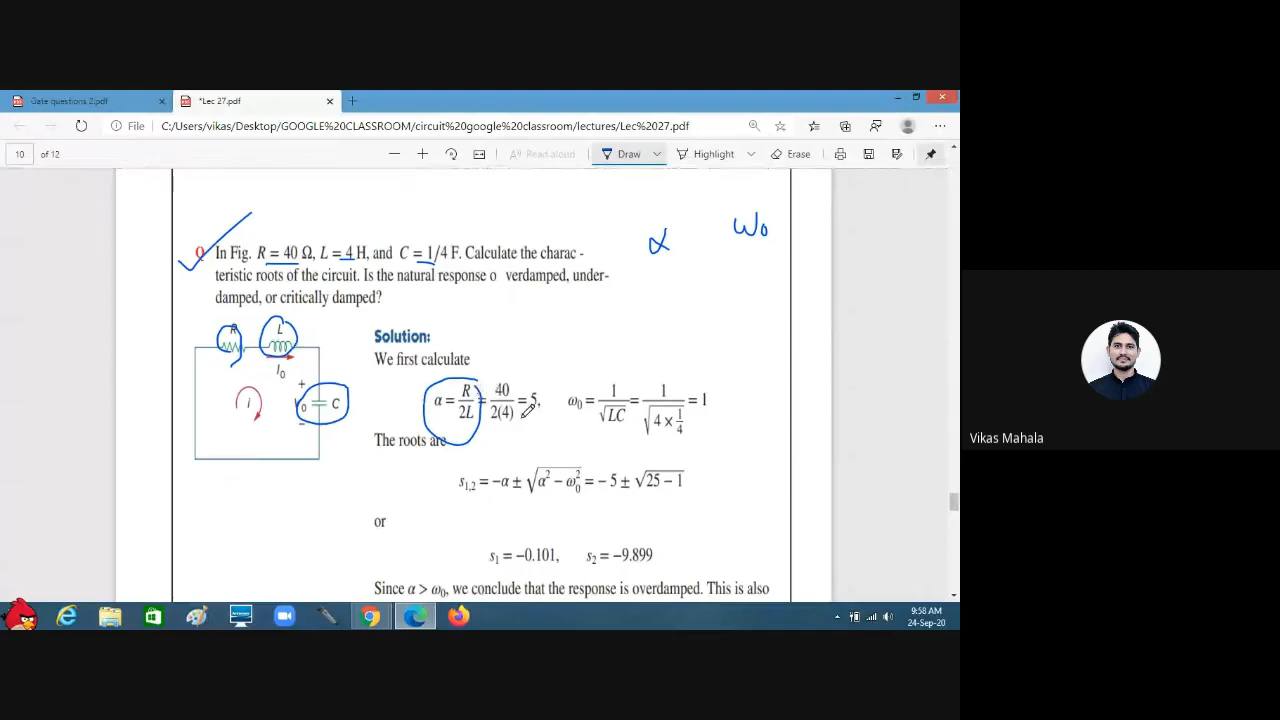 Gate questions 2.pdf
*Lec 27.pdf
File C:/Users/vikas/Desktop/GOOGLE%20CLASSROOM/circuit%20google%20classroom/lectures/Lec%2027.pdf
10 of 12
Read aloud Draw Highlight Erase
α ω₀
Q In Fig. R = 40 Ω, L = 4 H, and C = 1/4 F. Calculate the charac -
teristic roots of the circuit. Is the natural response o verdamped, under-
damped, or critically damped?
R L
I₀
+
i V₀ C
−
Solution:
We first calculate
α = R/2L = 40/2(4) = 5, ω₀ = 1/√LC = 1/√(4 × 1/4) = 1
The roots are
s₁,₂ = −α ± √(α² − ω₀²) = − 5 ± √(25 − 1)
or
s₁ = −0.101, s₂ = −9.899
Since α > ω₀, we conclude that the response is overdamped. This is also
9:58 AM
24-Sep-20
Vikas Mahala